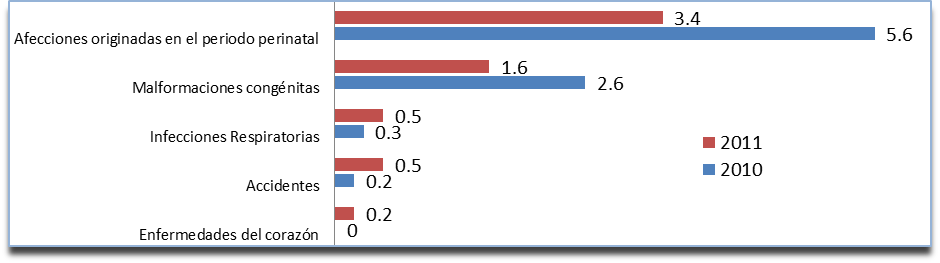 3.4
Afecciones originadas en el periodo perinatal
5.6
1.6
Malformaciones congénitas
2.6
0.5
Infecciones Respiratorias
0.3
2011
0.5
2010
Accidentes
0.2
0.2
Enfermedades del corazón
0